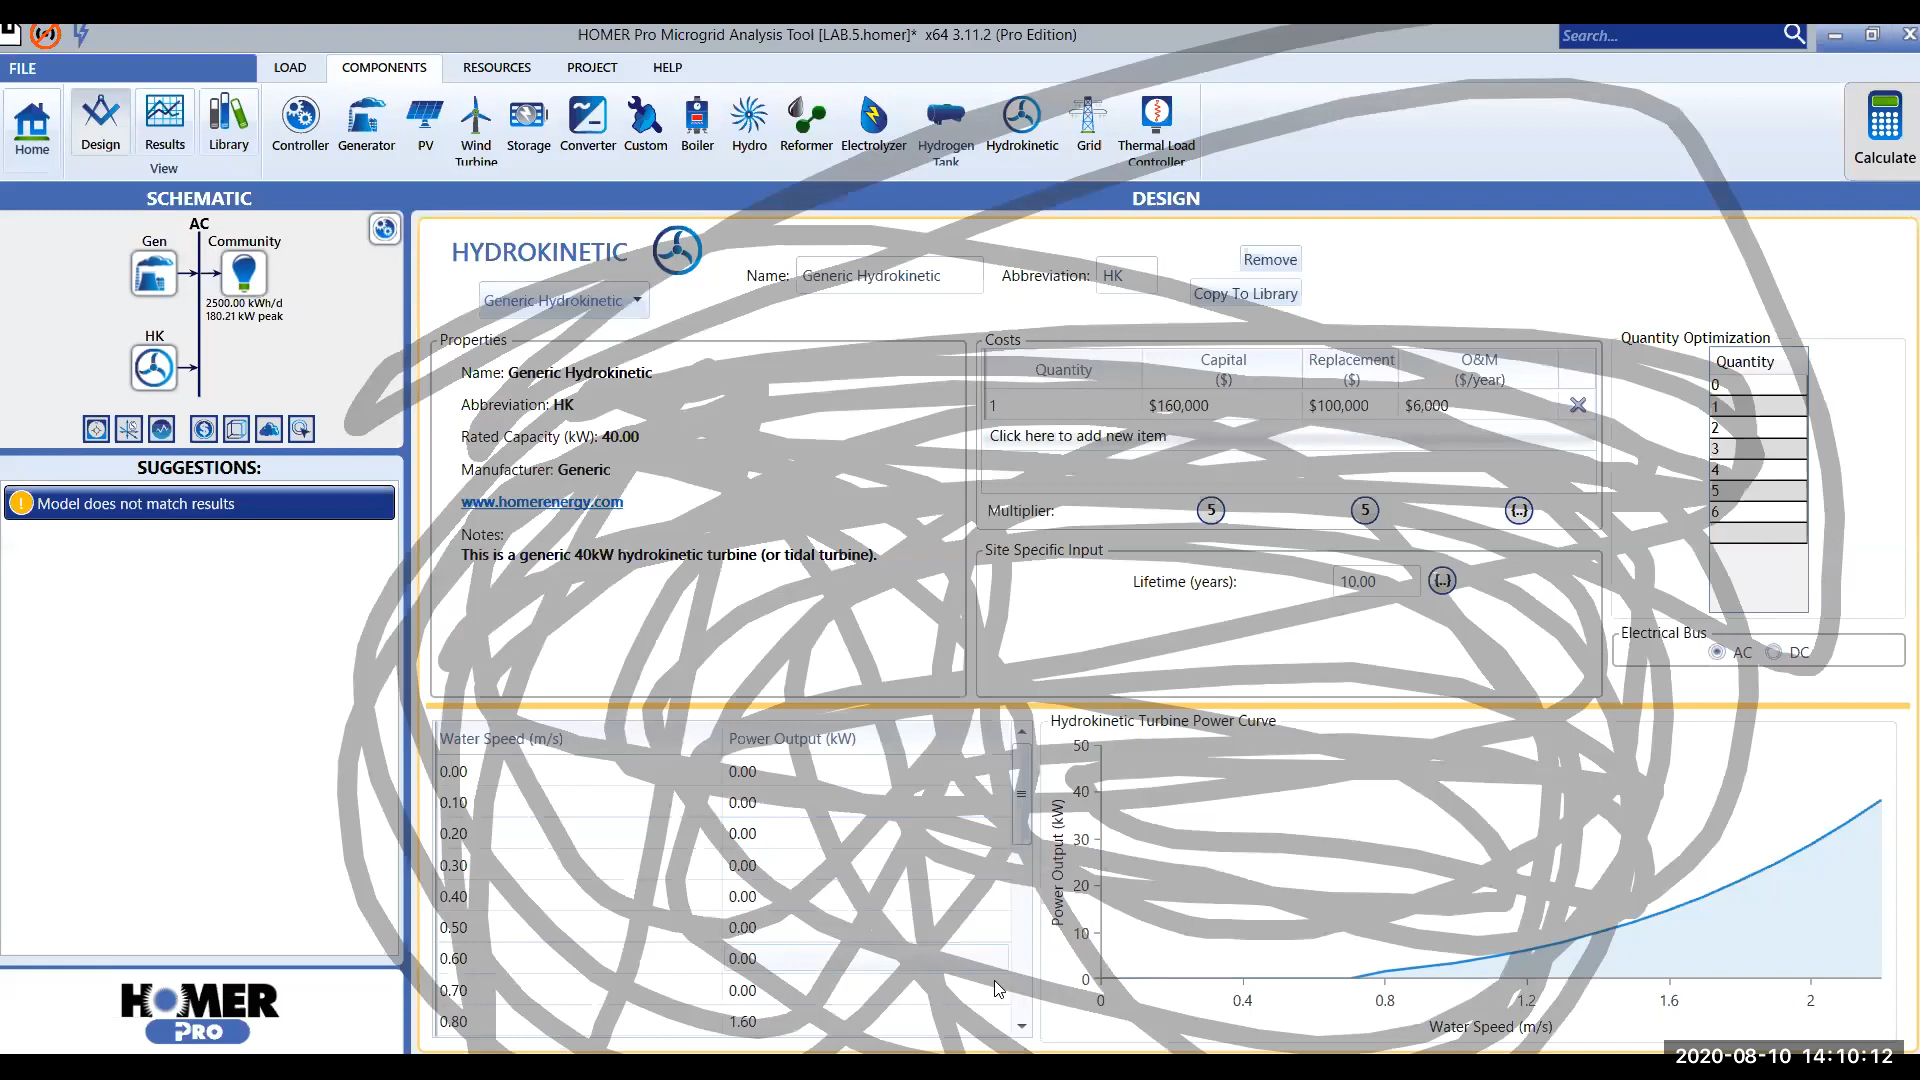 HOMER Pro Microgrid Analysis Tool [LAB.5.homer]* x64 3.11.2 (Pro Edition)
Search...
FILE
LOAD COMPONENTS RESOURCES PROJECT HELP
Home
Design
Results
Library
View
Controller
Generator
PV
Wind Turbine
Storage
Converter
Custom
Boiler
Hydro
Reformer
Electrolyzer
Hydrogen Tank
Hydrokinetic
Grid
Thermal Load Controller
Calculate
SCHEMATIC
DESIGN
AC
Gen
Community
2500.00 kWh/d
180.21 kW peak
HK
SUGGESTIONS:
Model does not match results
HOMER
PRO
HYDROKINETIC
Name: Generic Hydrokinetic
Abbreviation: HK
Remove
Copy To Library
Generic Hydrokinetic
Properties
Name: Generic Hydrokinetic
Abbreviation: HK
Rated Capacity (kW): 40.00
Manufacturer: Generic
www.homerenergy.com
Notes:
This is a generic 40kW hydrokinetic turbine (or tidal turbine).
Costs
Quantity Capital ($) Replacement ($) O&M ($/year)
1 $160,000 $100,000 $6,000
Click here to add new item
Multiplier: 5 5 {..}
Site Specific Input
Lifetime (years): 10.00 {..}
Quantity Optimization
Quantity
0
1
2
3
4
5
6
Electrical Bus
AC DC
Water Speed (m/s) Power Output (kW)
0.00 0.00
0.10 0.00
0.20 0.00
0.30 0.00
0.40 0.00
0.50 0.00
0.60 0.00
0.70 0.00
0.80 1.60
Hydrokinetic Turbine Power Curve
Power Output (kW)
50
40
30
20
10
0
0 0.4 0.8 1.2 1.6 2
Water Speed (m/s)
2020-08-10 14:10:12